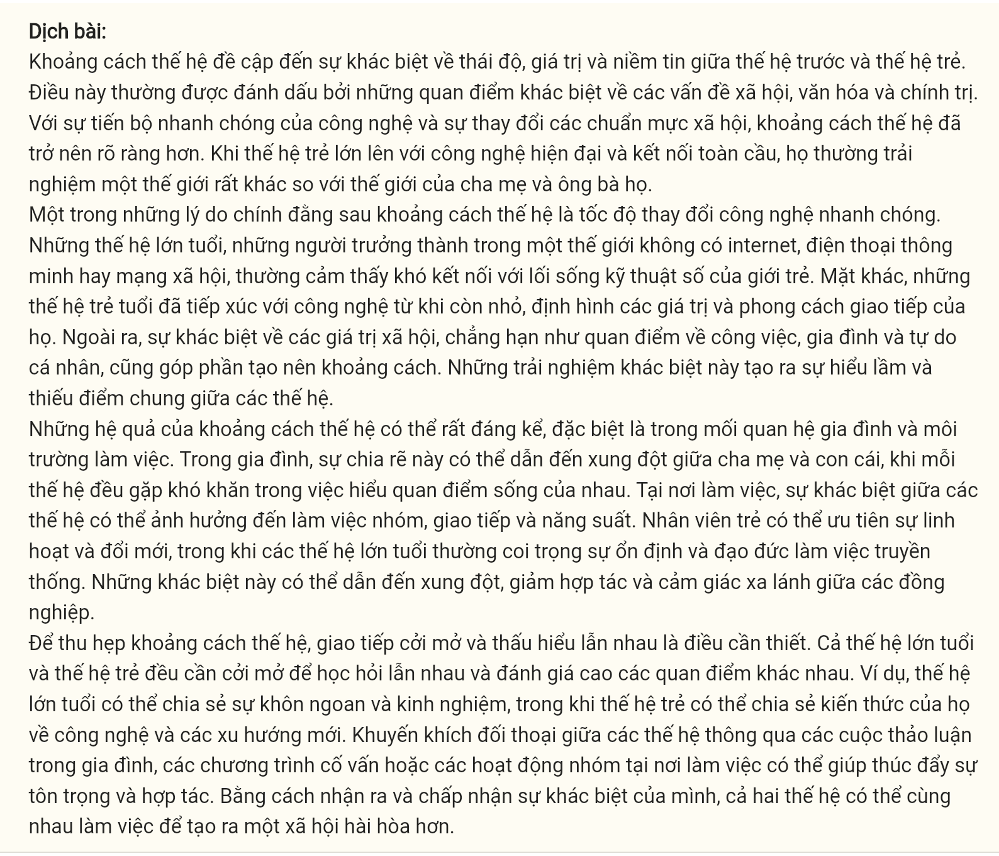 Dịch bài:
Khoảng cách thế hệ đề cập đến sự khác biệt về thái độ, giá trị và niềm tin giữa thế hệ trước và thế hệ trẻ.
Điều này thường được đánh dấu bởi những quan điểm khác biệt về các vấn đề xã hội, văn hóa và chính trị.
Với sự tiến bộ nhanh chóng của công nghệ và sự thay đổi các chuẩn mực xã hội, khoảng cách thế hệ đã
trở nên rõ ràng hơn. Khi thế hệ trẻ lớn lên với công nghệ hiện đại và kết nối toàn cầu, họ thường trải
nghiệm một thế giới rất khác so với thế giới của cha mẹ và ông bà họ.
Một trong những lý do chính đằng sau khoảng cách thế hệ là tốc độ thay đổi công nghệ nhanh chóng.
Những thế hệ lớn tuổi, những người trưởng thành trong một thế giới không có internet, điện thoại thông
minh hay mạng xã hội, thường cảm thấy khó kết nối với lối sống kỹ thuật số của giới trẻ. Mặt khác, những
thế hệ trẻ tuổi đã tiếp xúc với công nghệ từ khi còn nhỏ, định hình các giá trị và phong cách giao tiếp của
họ. Ngoài ra, sự khác biệt về các giá trị xã hội, chẳng hạn như quan điểm về công việc, gia đình và tự do
cá nhân, cũng góp phần tạo nên khoảng cách. Những trải nghiệm khác biệt này tạo ra sự hiểu lầm và
thiếu điểm chung giữa các thế hệ.
Những hệ quả của khoảng cách thế hệ có thể rất đáng kể, đặc biệt là trong mối quan hệ gia đình và môi
trường làm việc. Trong gia đình, sự chia rẽ này có thể dẫn đến xung đột giữa cha mẹ và con cái, khi mỗi
thế hệ đều gặp khó khăn trong việc hiểu quan điểm sống của nhau. Tại nơi làm việc, sự khác biệt giữa các
thế hệ có thể ảnh hưởng đến làm việc nhóm, giao tiếp và năng suất. Nhân viên trẻ có thể ưu tiên sự linh
hoạt và đổi mới, trong khi các thế hệ lớn tuổi thường coi trọng sự ổn định và đạo đức làm việc truyền
thống. Những khác biệt này có thể dẫn đến xung đột, giảm hợp tác và cảm giác xa lánh giữa các đồng
nghiệp.
Để thu hẹp khoảng cách thế hệ, giao tiếp cởi mở và thấu hiểu lẫn nhau là điều cần thiết. Cả thế hệ lớn tuổi
và thế hệ trẻ đều cần cởi mở để học hỏi lẫn nhau và đánh giá cao các quan điểm khác nhau. Ví dụ, thế hệ
lớn tuổi có thể chia sẻ sự khôn ngoan và kinh nghiệm, trong khi thế hệ trẻ có thể chia sẻ kiến thức của họ
về công nghệ và các xu hướng mới. Khuyến khích đối thoại giữa các thế hệ thông qua các cuộc thảo luận
trong gia đình, các chương trình cố vấn hoặc các hoạt động nhóm tại nơi làm việc có thể giúp thúc đẩy sự
tôn trọng và hợp tác. Bằng cách nhận ra và chấp nhận sự khác biệt của mình, cả hai thế hệ có thể cùng
nhau làm việc để tạo ra một xã hội hài hòa hơn.